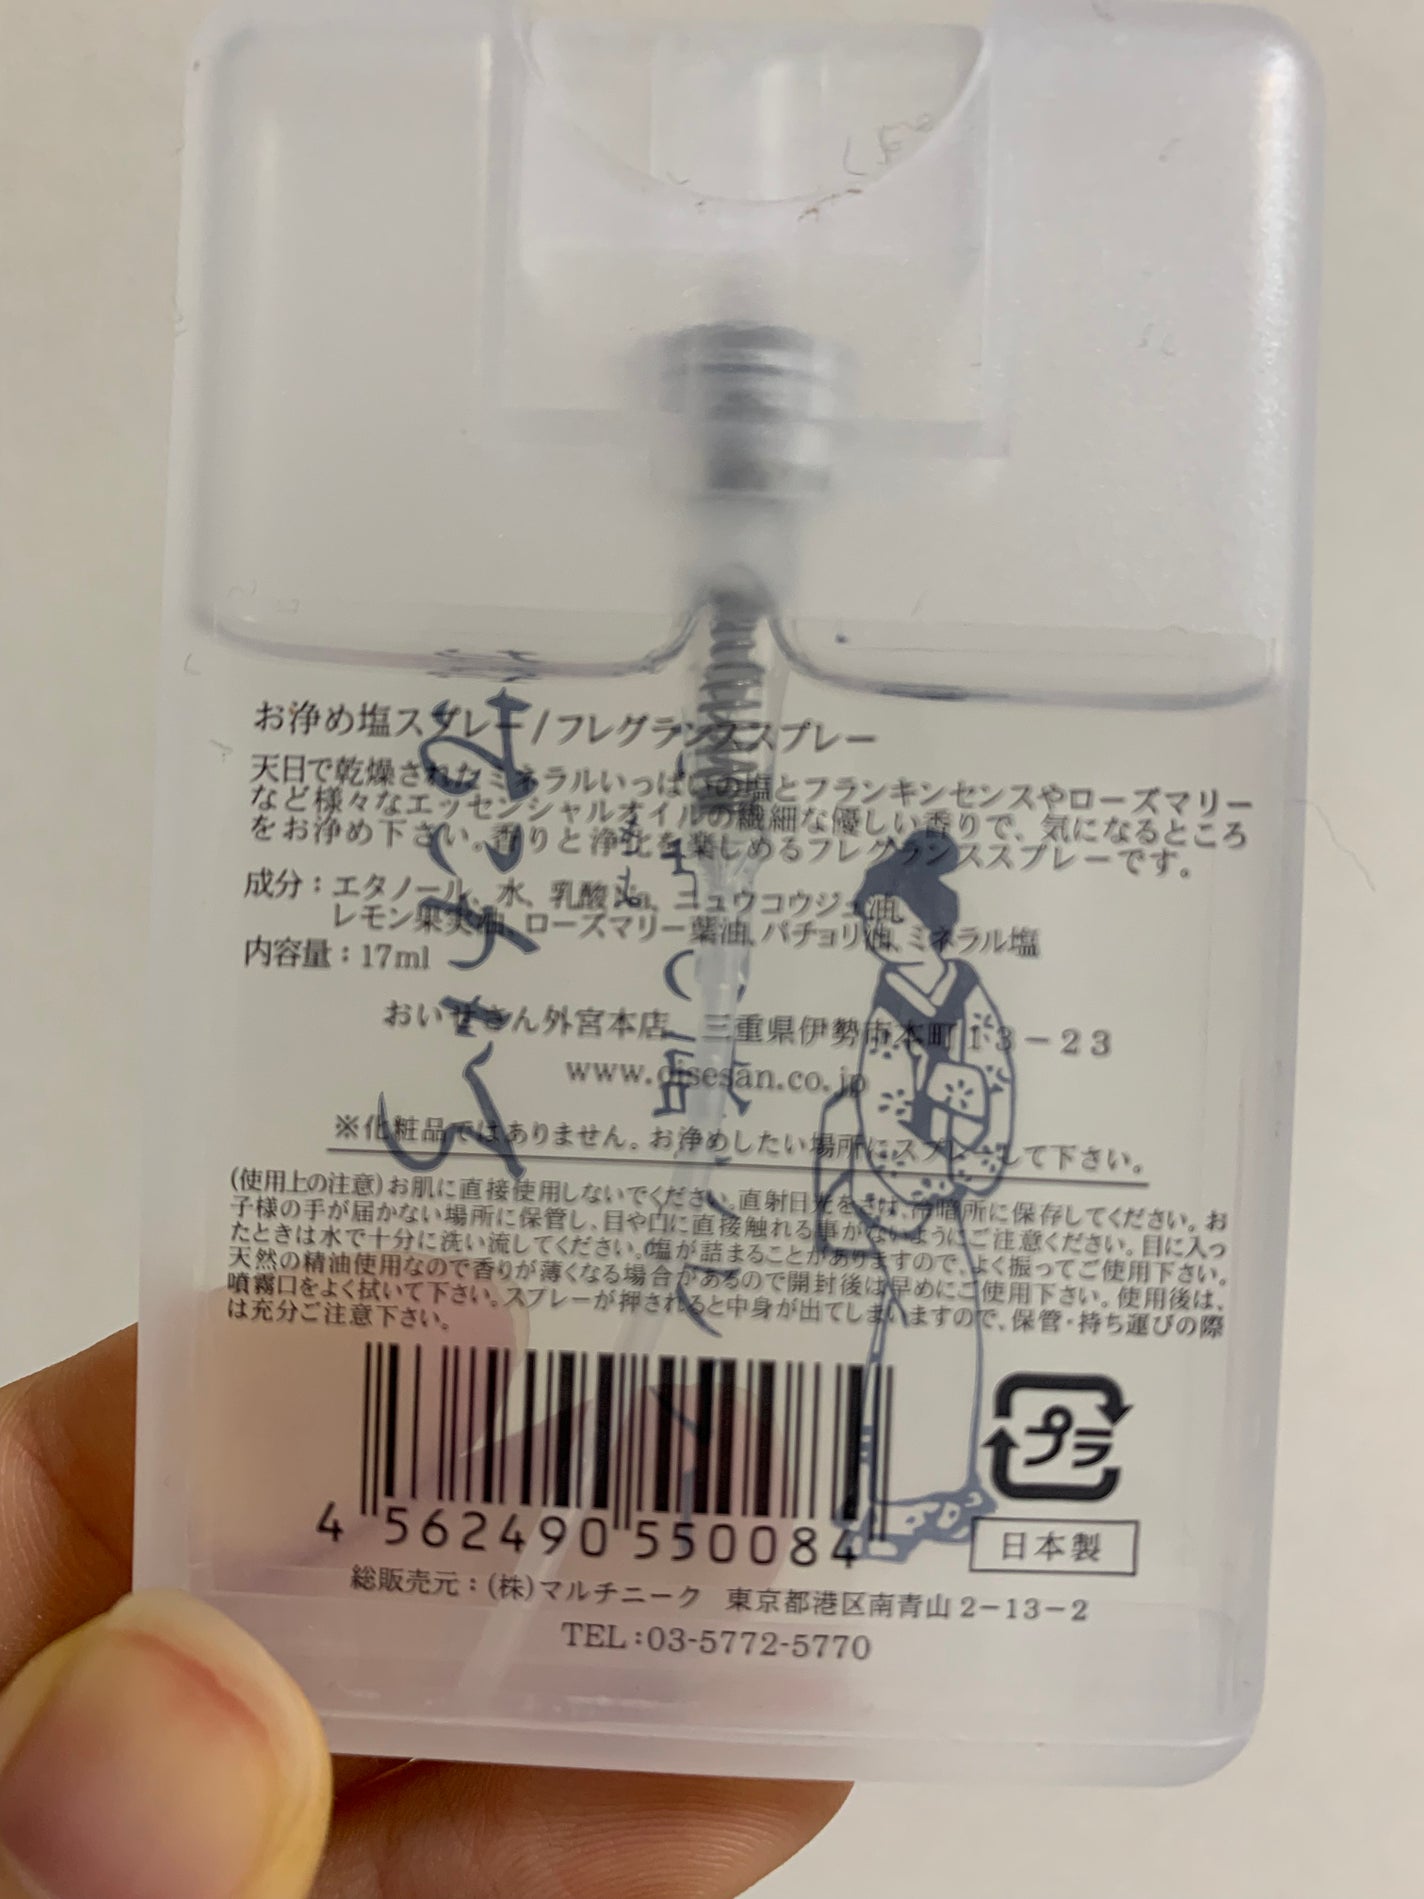 お浄め塩スプレー/フレグランススプレー
天日で乾燥されたミネラルいっぱいの塩とフランキンセンスやローズマリー
など様々なエッセンシャルオイルの繊細な優しい香りで、気になるところ
をお浄め下さい。香りと浄化を楽しめるフレグランススプレーです。
成分：エタノール、水、乳酸Na、ニュウコウジュ油、
レモン果実油、ローズマリー葉油、パチョリ油、ミネラル塩
内容量：17ml
おいせさん外宮本店 三重県伊勢市本町13－23
www.oisesan.co.jp
※化粧品ではありません。お浄めしたい場所にスプレーして下さい。
(使用上の注意)お肌に直接使用しないでください。直射日光をさけ、冷暗所に保存してください。お
子様の手が届かない場所に保管し、目や口に直接触れる事がないようにご注意ください。目に入っ
たときは水で十分に洗い流してください。塩が詰まることがありますので、よく振ってご使用下さい。
天然の精油使用なので香りが薄くなる場合があるので開封後は早めにご使用下さい。使用後は、
噴霧口をよく拭いて下さい。スプレーが押されると中身が出てしまいますので、保管・持ち運びの際
は充分ご注意下さい。
4 562490 550084
プラ
日本製
総販売元：(株)マルチニーク 東京都港区南青山2－13－2
TEL:03-5772-5770
おいせさん